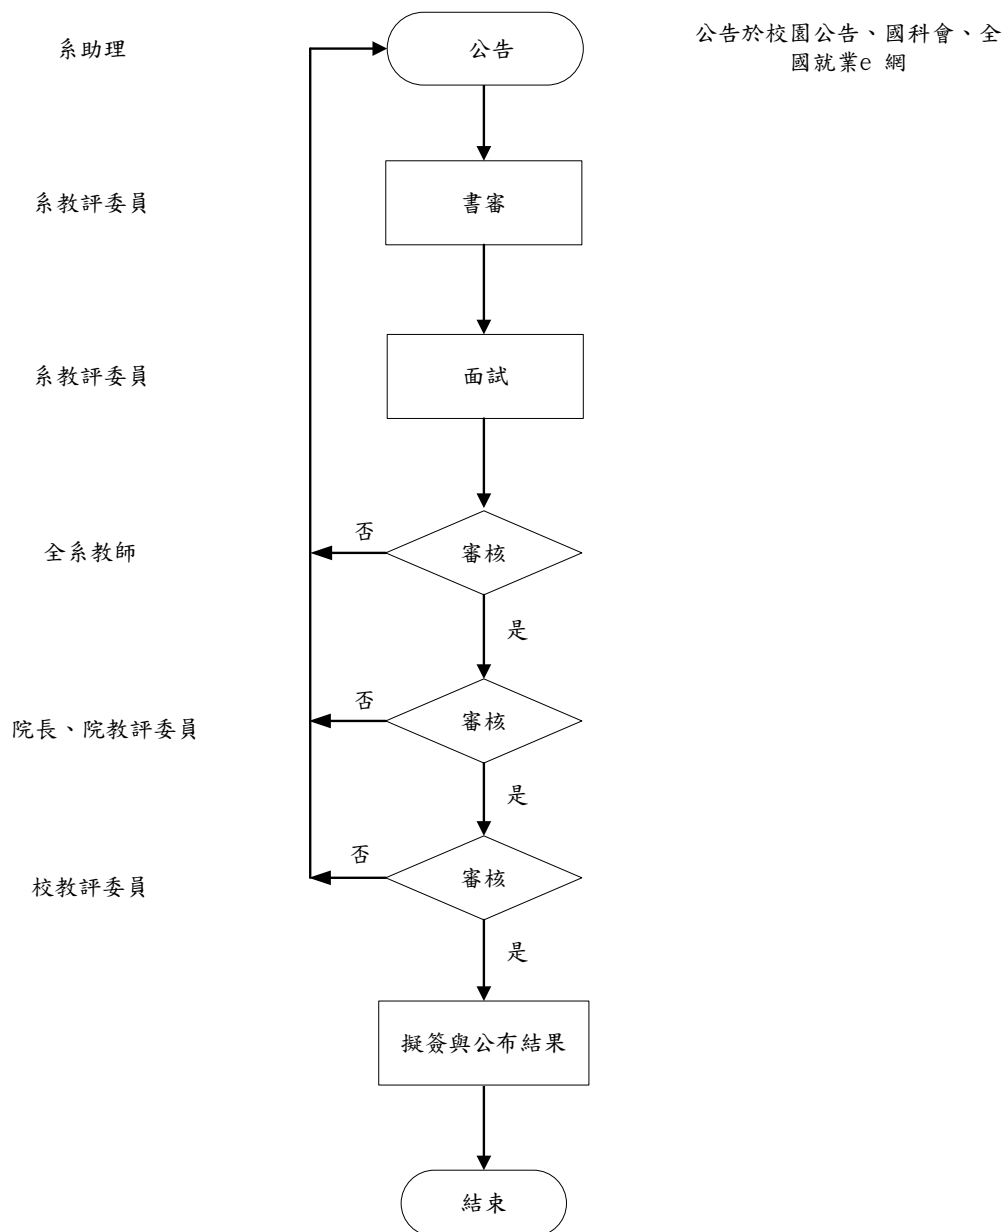 系助理
公告
公告於校園公告、國科會、全
國就業e 網
系教評委員
書審
系教評委員
面試
全系教師
否
審核
是
院長、院教評委員
否
審核
是
校教評委員
否
審核
是
擬簽與公布結果
結束